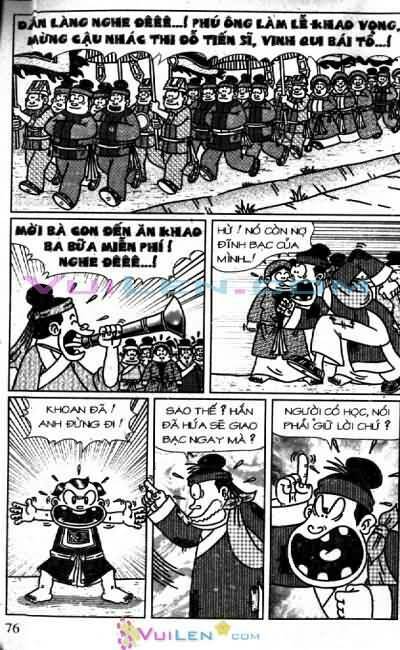 DÂN LÀNG NGHE ĐÊÊÊ...! PHÚ ÔNG LÀM LỄ KHAO VỌNG,
MỪNG CẬU NHÁC THI ĐỖ TIẾN SĨ, VINH QUI BÁI TỔ...!
MỜI BÀ CON ĐẾN ĂN KHAO
BA BỮA MIỄN PHÍ!
NGHE ĐÊÊÊ...!
HỪ! NÓ CÒN NỢ
ĐĨNH BẠC CỦA
MÌNH..!
VUILEN.COM
KHOAN ĐÃ!
ANH ĐỪNG ĐI!
SAO THẾ? HẮN
ĐÃ HỨA SẼ GIAO
BẠC NGAY MÀ?
NGƯỜI CÓ HỌC, NÓI
PHẢI GIỮ LỜI CHỨ?
76
VUILEN.COM